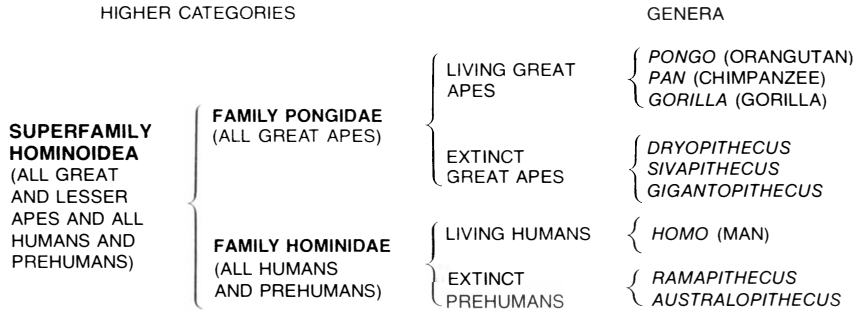 HIGHER CATEGORIES
GENERA
SUPERFAMILY
HOMINOIDEA
(ALL GREAT
AND LESSER
APES AND ALL
HUMANS AND
PREHUMANS)
FAMILY PONGIDAE
(ALL GREAT APES)
LIVING GREAT
APES
PONGO (ORANGUTAN)
PAN (CHIMPANZEE)
GORILLA (GORILLA)
EXTINCT
GREAT APES
DRYOPITHECUS
SIVAPITHECUS
GIGANTOPITHECUS
FAMILY HOMINIDAE
(ALL HUMANS
AND PREHUMANS)
LIVING HUMANS
HOMO (MAN)
EXTINCT
PREHUMANS
RAMAPITHECUS
AUSTRALOPITHECUS